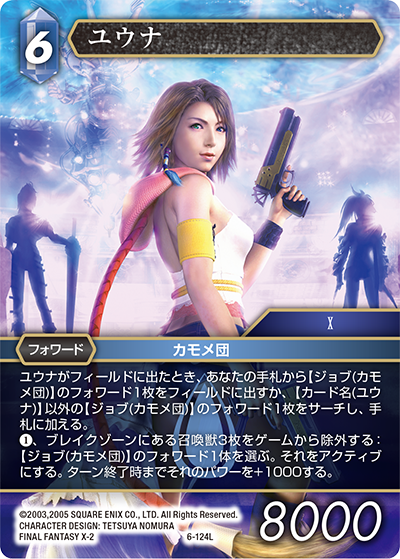 6
ユウナ
X
フォワード
カモメ団
ユウナがフィールドに出たとき、あなたの手札から【ジョブ(カモ
メ団)】のフォワード1枚をフィールドに出すか、【カード名(ユウ
ナ)】以外の【ジョブ(カモメ団)】のフォワード1枚をサーチし、手
札に加える。
❶、ブレイクゾーンにある召喚獣3枚をゲームから除外する:
【ジョブ(カモメ団)】のフォワード1体を選ぶ。それをアクティブ
にする。ターン終了時までそのパワーを+1000する。
©2003,2005 SQUARE ENIX CO., LTD. All Rights Reserved.
CHARACTER DESIGN: TETSUYA NOMURA
FINAL FANTASY X-2
6-124L
8000